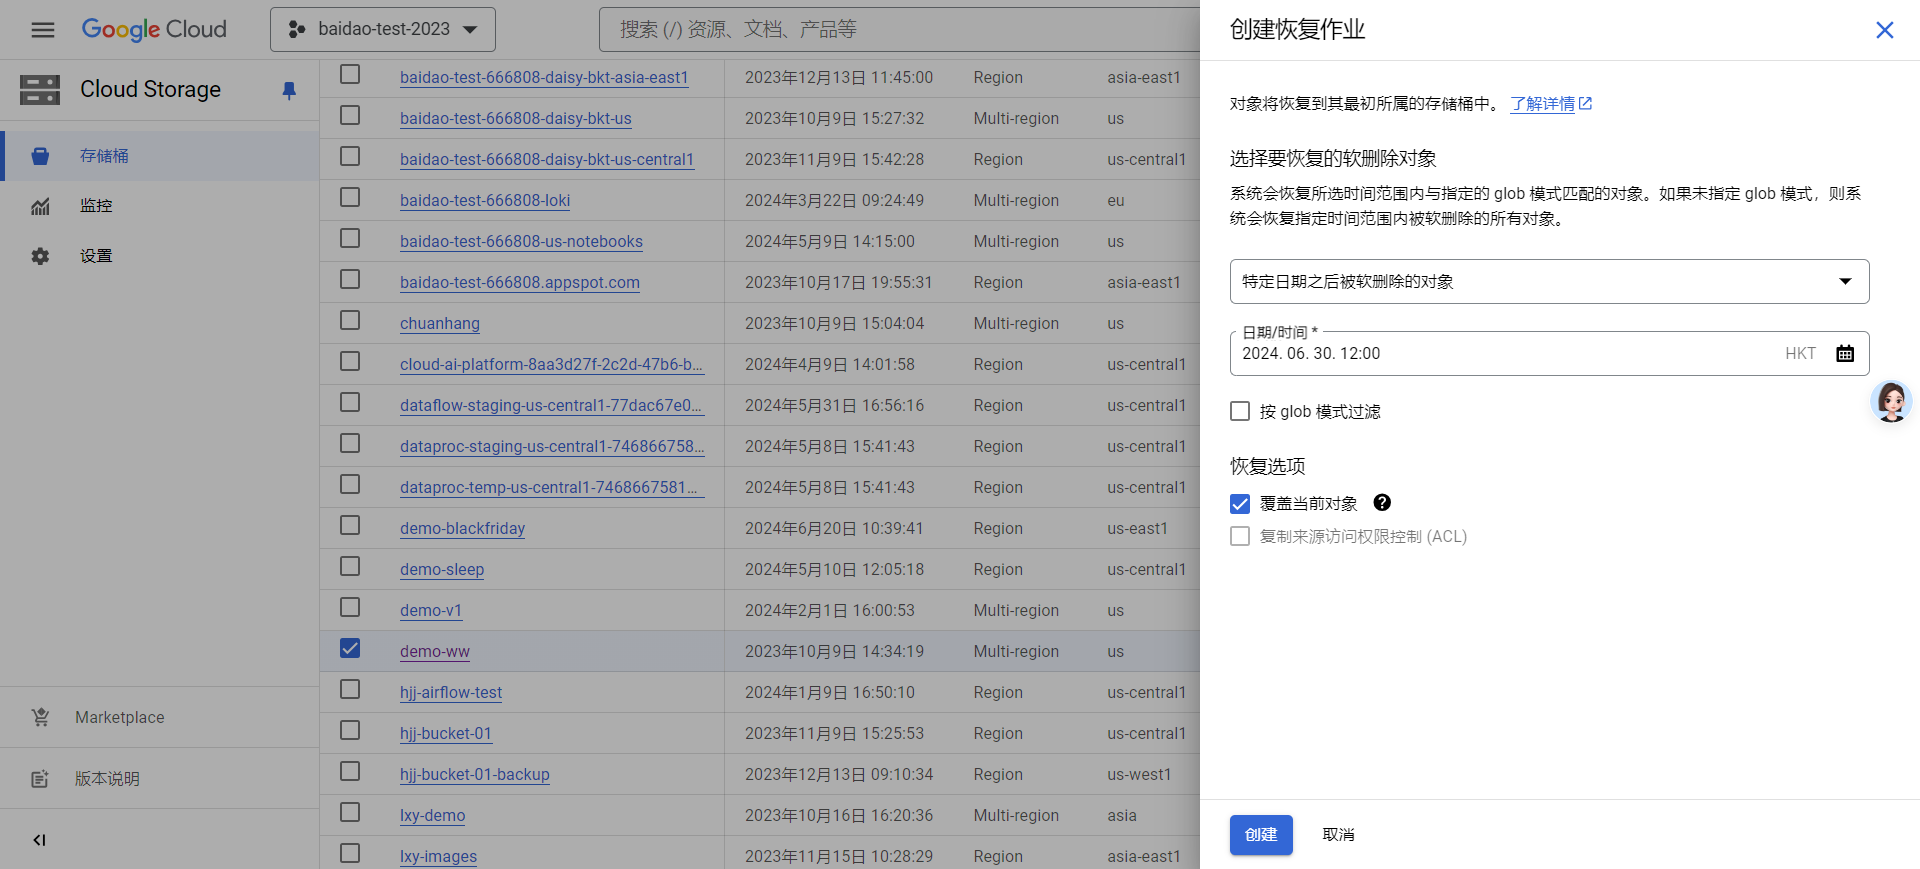 Google Cloud
baidao-test-2023
搜索 (/) 资源、文档、产品等
Cloud Storage
存储桶
监控
设置
Marketplace
版本说明
baidao-test-666808-daisy-bkt-asia-east1 2023年12月13日 11:45:00 Region asia-east1
baidao-test-666808-daisy-bkt-us 2023年10月9日 15:27:32 Multi-region us
baidao-test-666808-daisy-bkt-us-central1 2023年11月9日 15:42:28 Region us-central1
baidao-test-666808-loki 2024年3月22日 09:24:49 Multi-region eu
baidao-test-666808-us-notebooks 2024年5月9日 14:15:00 Multi-region us
baidao-test-666808.appspot.com 2023年10月17日 19:55:31 Region asia-east1
chuanhang 2023年10月9日 15:04:04 Multi-region us
cloud-ai-platform-8aa3d27f-2c2d-47b6-b... 2024年4月9日 14:01:58 Region us-central1
dataflow-staging-us-central1-77dac67e0... 2024年5月31日 16:56:16 Region us-central1
dataproc-staging-us-central1-746866758... 2024年5月8日 15:41:43 Region us-central1
dataproc-temp-us-central1-7468667581... 2024年5月8日 15:41:43 Region us-central1
demo-blackfriday 2024年6月20日 10:39:41 Region us-east1
demo-sleep 2024年5月10日 12:05:18 Region us-central1
demo-v1 2024年2月1日 16:00:53 Multi-region us
demo-ww 2023年10月9日 14:34:19 Multi-region us
hjj-airflow-test 2024年1月9日 16:50:10 Region us-central1
hjj-bucket-01 2023年11月9日 15:25:53 Region us-central1
hjj-bucket-01-backup 2023年12月13日 09:10:34 Region us-west1
lxy-demo 2023年10月16日 16:20:36 Multi-region asia
lxy-images 2023年11月15日 10:28:29 Region asia-east1
创建恢复作业
对象将恢复到其最初所属的存储桶中。 了解详情
选择要恢复的软删除对象
系统会恢复所选时间范围内与指定的 glob 模式匹配的对象。如果未指定 glob 模式，则系
统会恢复指定时间范围内被软删除的所有对象。
特定日期之后被软删除的对象
日期/时间 *
2024. 06. 30. 12:00 HKT
按 glob 模式过滤
恢复选项
覆盖当前对象
复制来源访问权限控制 (ACL)
创建 取消